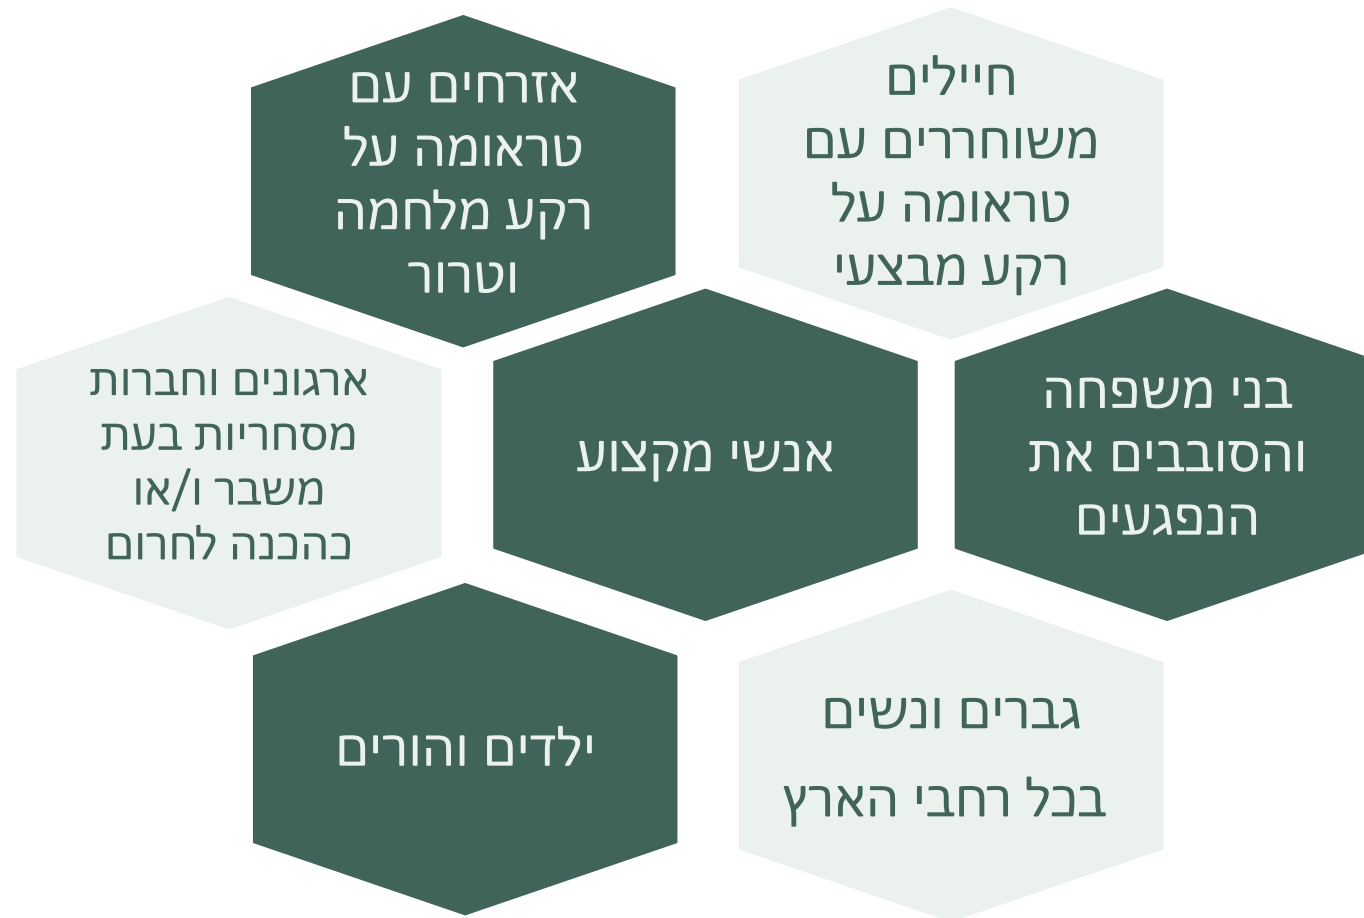 חיילים
משוחררים עם
טראומה על
רקע מבצעי
אזרחים עם
טראומה על
רקע מלחמה
וטרור
בני משפחה
והסובבים את
הנפגעים
אנשי מקצוע
ארגונים וחברות
מסחריות בעת
משבר ו/או
כהכנה לחרום
גברים ונשים
בכל רחבי הארץ
ילדים והורים